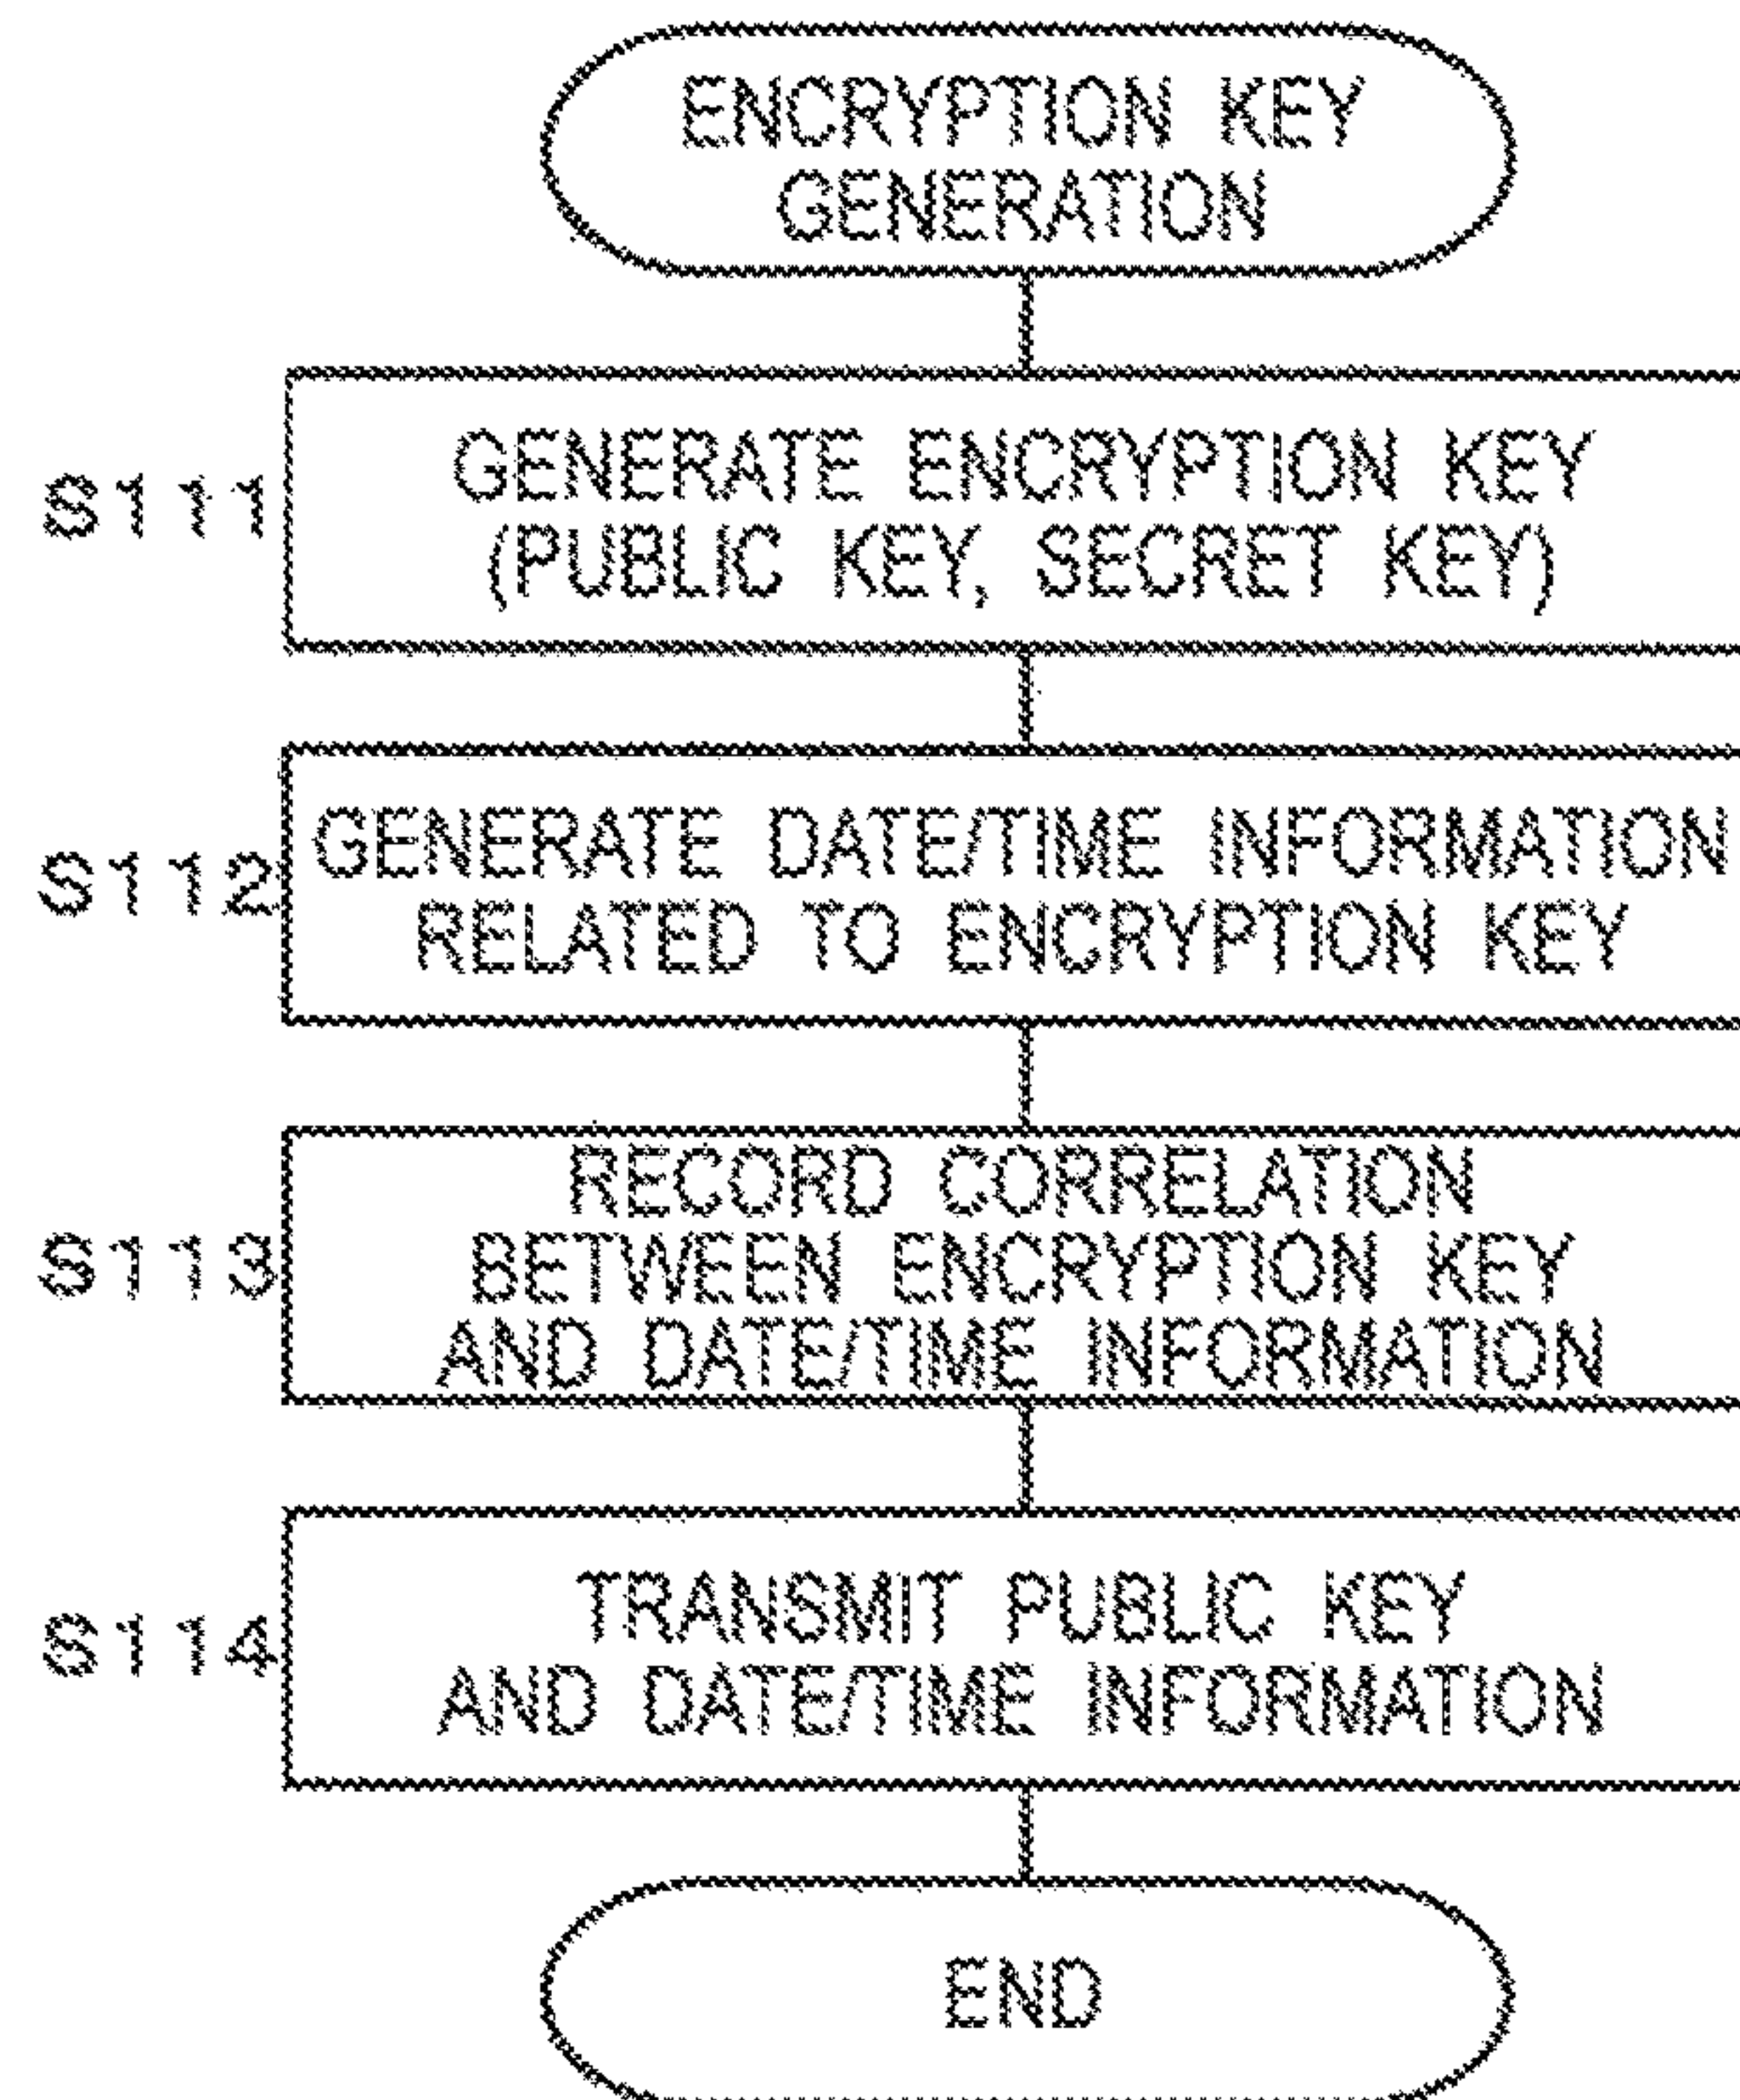 ENCRYPTION KEY
GENERATION
S111
GENERATE ENCRYPTION KEY
(PUBLIC KEY, SECRET KEY)
S112
GENERATE DATE/TIME INFORMATION
RELATED TO ENCRYPTION KEY
S113
RECORD CORRELATION
BETWEEN ENCRYPTION KEY
AND DATE/TIME INFORMATION
S114
TRANSMIT PUBLIC KEY
AND DATE/TIME INFORMATION
END